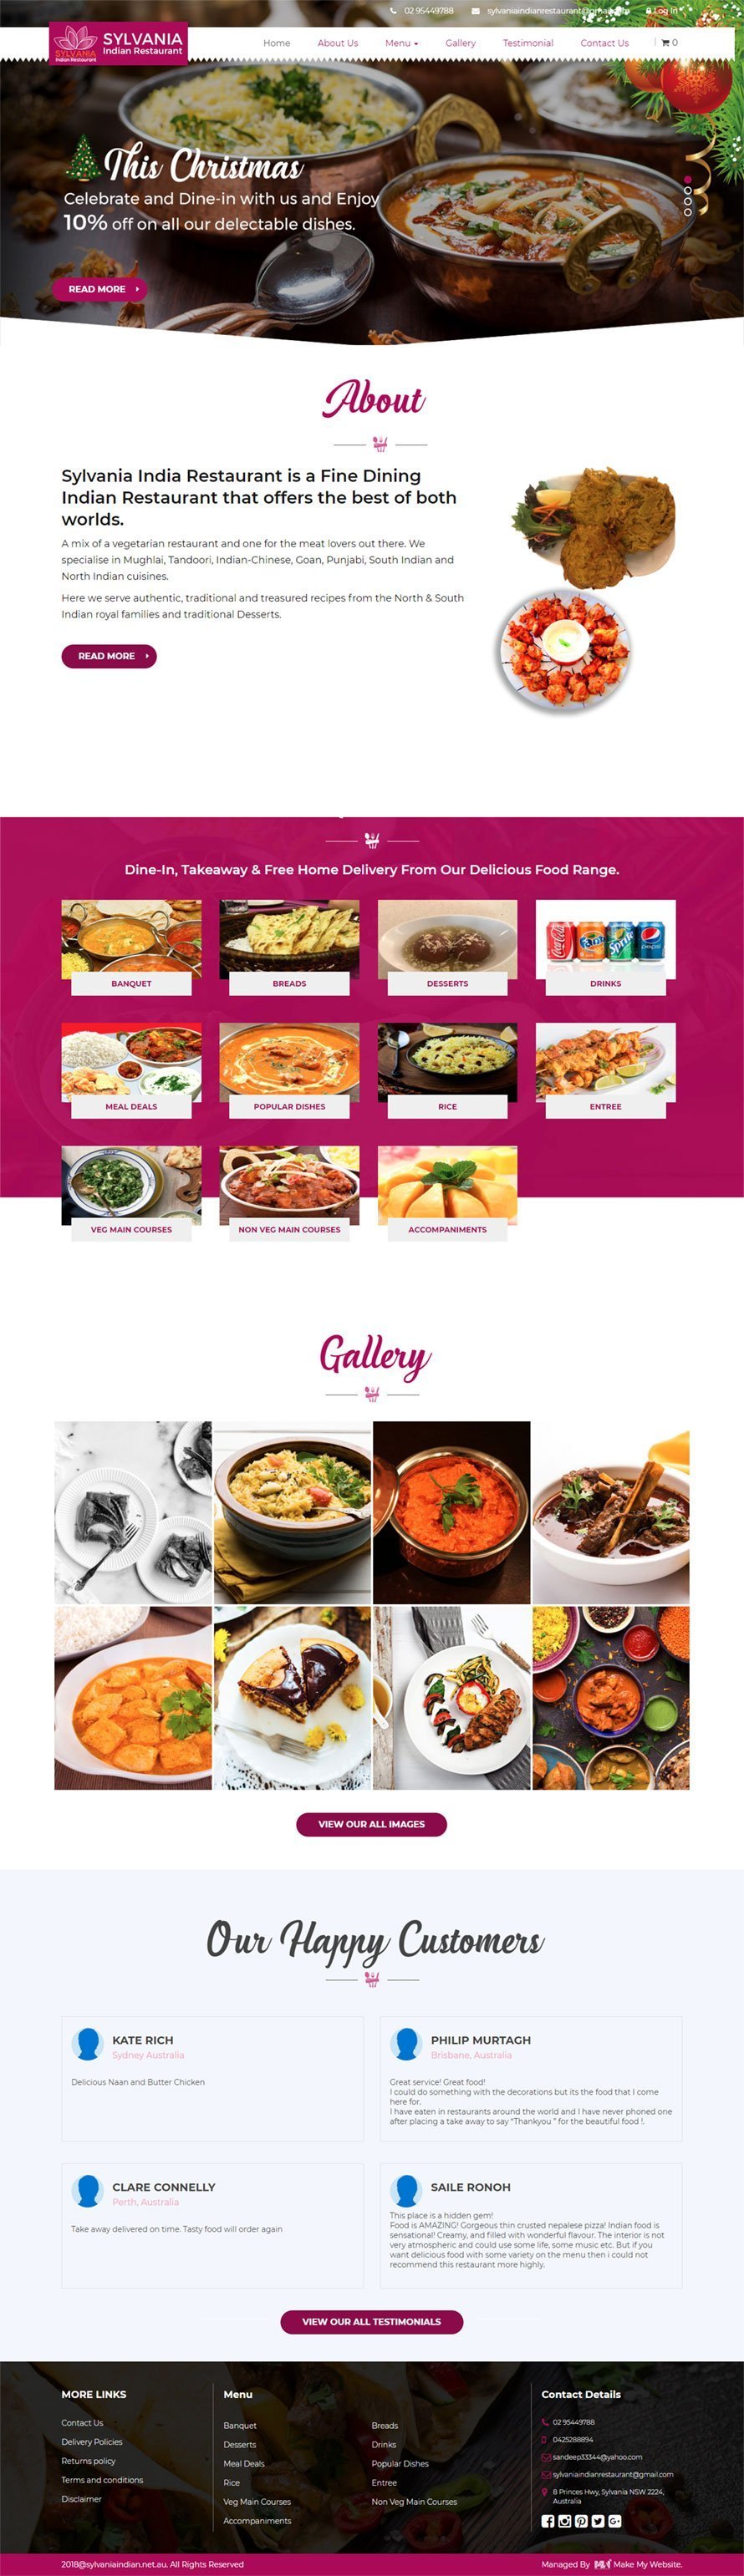 02 95449788
Log In
SYLVANIA
Indian Restaurant
SYLVANIA
Indian Restaurant
Home About Us Menu Gallery Testimonial Contact Us 0
This Christmas
Celebrate and Dine-in with us and Enjoy
10% off on all our delectable dishes.
READ MORE
About
Sylvania India Restaurant is a Fine Dining
Indian Restaurant that offers the best of both
worlds.
A mix of a vegetarian restaurant and one for the meat lovers out there. We
specialise in Mughlai, Tandoori, Indian-Chinese, Goan, Punjabi, South Indian and
North Indian cuisines.
Here we serve authentic, traditional and treasured recipes from the North & South
Indian royal families and traditional Desserts.
READ MORE
Dine-In, Takeaway & Free Home Delivery From Our Delicious Food Range.
Coca-Cola Fanta Sprite pepsi
BANQUET BREADS DESSERTS DRINKS
MEAL DEALS POPULAR DISHES RICE ENTREE
VEG MAIN COURSES NON VEG MAIN COURSES ACCOMPANIMENTS
Gallery
VIEW OUR ALL IMAGES
Our Happy Customers
KATE RICH
Sydney Australia
Delicious Naan and Butter Chicken
PHILIP MURTAGH
Brisbane, Australia
Great service! Great food!
I could do something with the decorations but its the food that I come
here for.
I have eaten in restaurants around the world and I have never phoned one
after placing a take away to say "Thankyou " for the beautiful food !.
CLARE CONNELLY
Perth, Australia
Take away delivered on time. Tasty food will order again
SAILE RONOH
This place is a hidden gem!
Food is AMAZING! Gorgeous thin crusted nepalese pizza! Indian food is
sensational! Creamy, and filled with wonderful flavour. The interior is not
very atmospheric and could use some life, some music etc. But if you
want delicious food with some variety on the menu then i could not
recommend this restaurant more highly.
VIEW OUR ALL TESTIMONIALS
MORE LINKS
Contact Us
Delivery Policies
Returns policy
Terms and conditions
Disclaimer
Menu
Banquet Breads
Desserts Drinks
Meal Deals Popular Dishes
Rice Entree
Veg Main Courses Non Veg Main Courses
Accompaniments
Contact Details
02 95449788
0425288894
sandeep33344@yahoo.com
sylvaniaindianrestaurant@gmail.com
8 Princes Hwy, Sylvania NSW 2224,
Australia
2018@sylvaniaindian.net.au. All Rights Reserved
Managed By Make My Website.